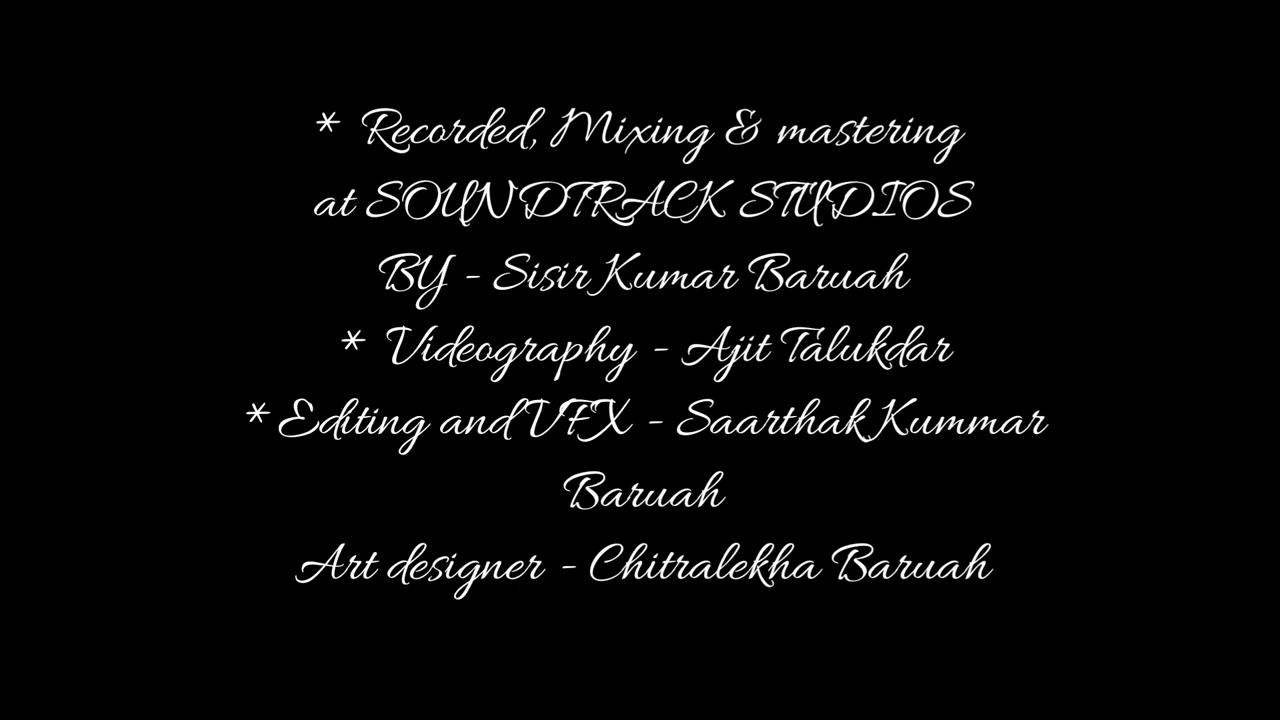 * Recorded, Mixing & mastering
at SOUNDTRACK STUDIOS
BY - Sisir Kumar Baruah
* Videography - Ajit Talukdar
* Editing and VFX - Saarthak Kummar
Baruah
Art designer - Chitralekha Baruah